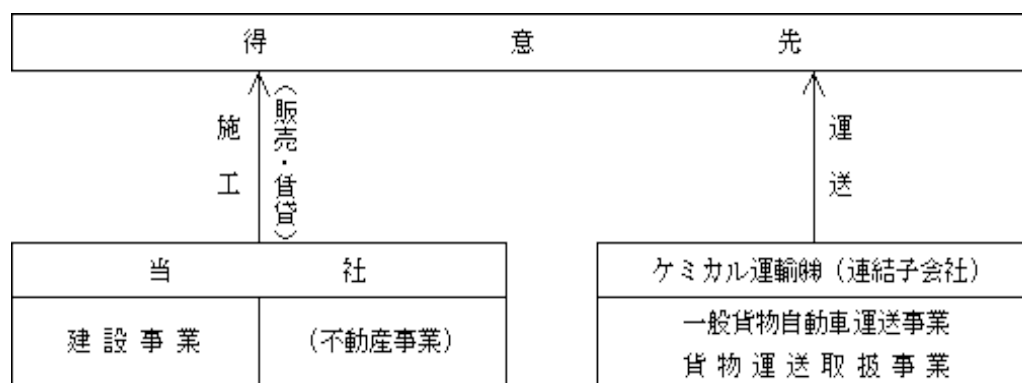 得意先
施工
(販売・賃貸)
運送
当社
ケミカル運輸㈱(連結子会社)
建設事業
(不動産事業)
一般貨物自動車運送事業
貨物運送取扱事業